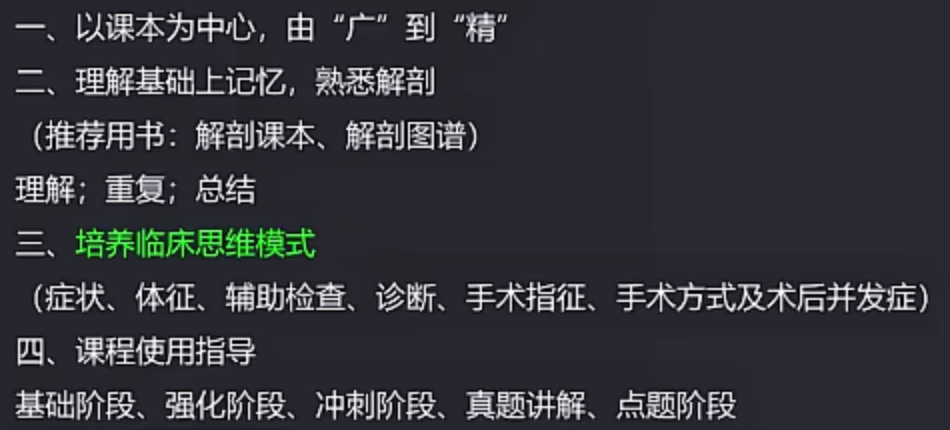 一、以课本为中心，由“广”到“精”
二、理解基础上记忆，熟悉解剖
（推荐用书：解剖课本、解剖图谱）
理解；重复；总结
三、培养临床思维模式
（症状、体征、辅助检查、诊断、手术指征、手术方式及术后并发症）
四、课程使用指导
基础阶段、强化阶段、冲刺阶段、真题讲解、点题阶段